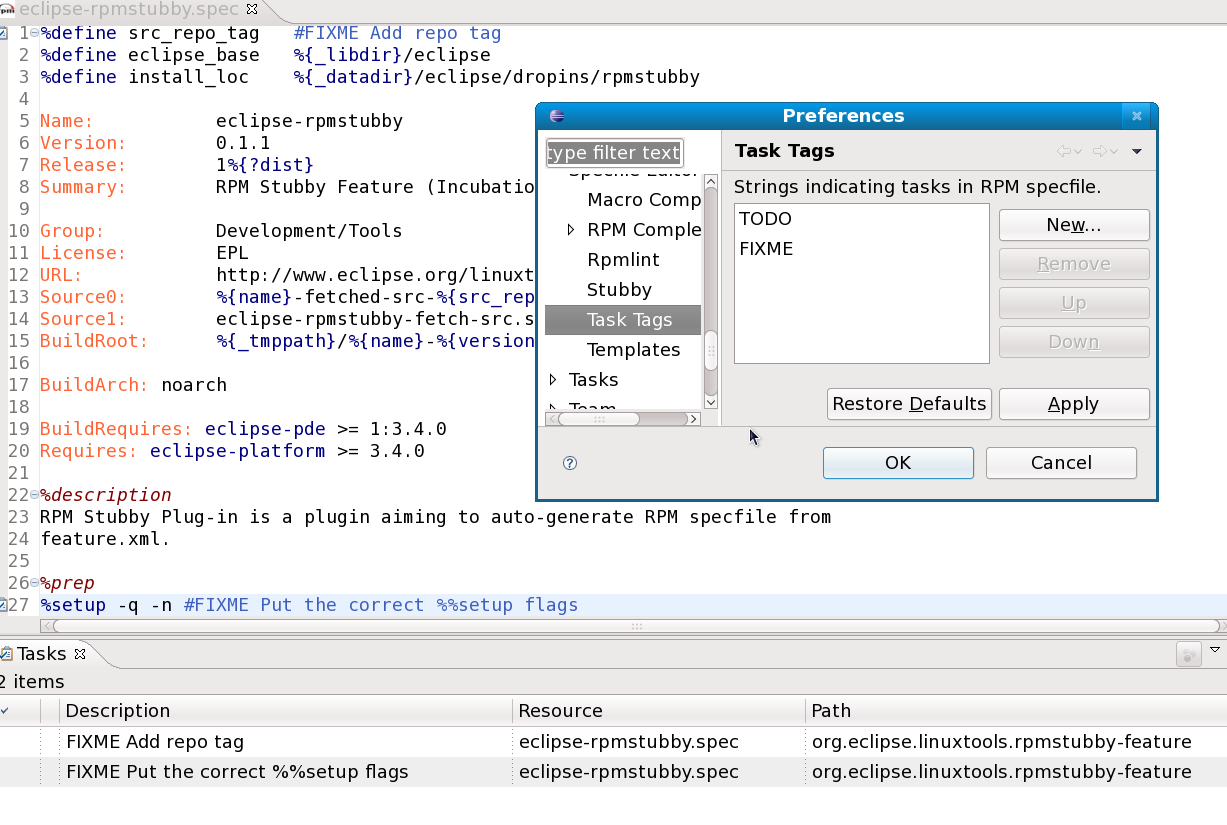 eclipse-rpmstubby.spec
1 %define src_repo_tag #FIXME Add repo tag
2 %define eclipse_base %{_libdir}/eclipse
3 %define install_loc %{_datadir}/eclipse/dropins/rpmstubby
4
5 Name: eclipse-rpmstubby
6 Version: 0.1.1
7 Release: 1%{?dist}
8 Summary: RPM Stubby Feature (Incubatio
9
10 Group: Development/Tools
11 License: EPL
12 URL: http://www.eclipse.org/linuxt
13 Source0: %{name}-fetched-src-%{src_rep
14 Source1: eclipse-rpmstubby-fetch-src.s
15 BuildRoot: %{_tmppath}/%{name}-%{version
16
17 BuildArch: noarch
18
19 BuildRequires: eclipse-pde >= 1:3.4.0
20 Requires: eclipse-platform >= 3.4.0
21
22 %description
23 RPM Stubby Plug-in is a plugin aiming to auto-generate RPM specfile from
24 feature.xml.
25
26 %prep
27 %setup -q -n #FIXME Put the correct %%setup flags
Preferences
type filter text
Specfile Editor
Macro Comp
RPM Comple
Rpmlint
Stubby
Task Tags
Templates
Tasks
Team
Task Tags
Strings indicating tasks in RPM specfile.
TODO
FIXME
New...
Remove
Up
Down
Restore Defaults
Apply
OK
Cancel
Tasks
2 items
Description Resource Path
FIXME Add repo tag eclipse-rpmstubby.spec org.eclipse.linuxtools.rpmstubby-feature
FIXME Put the correct %%setup flags eclipse-rpmstubby.spec org.eclipse.linuxtools.rpmstubby-feature